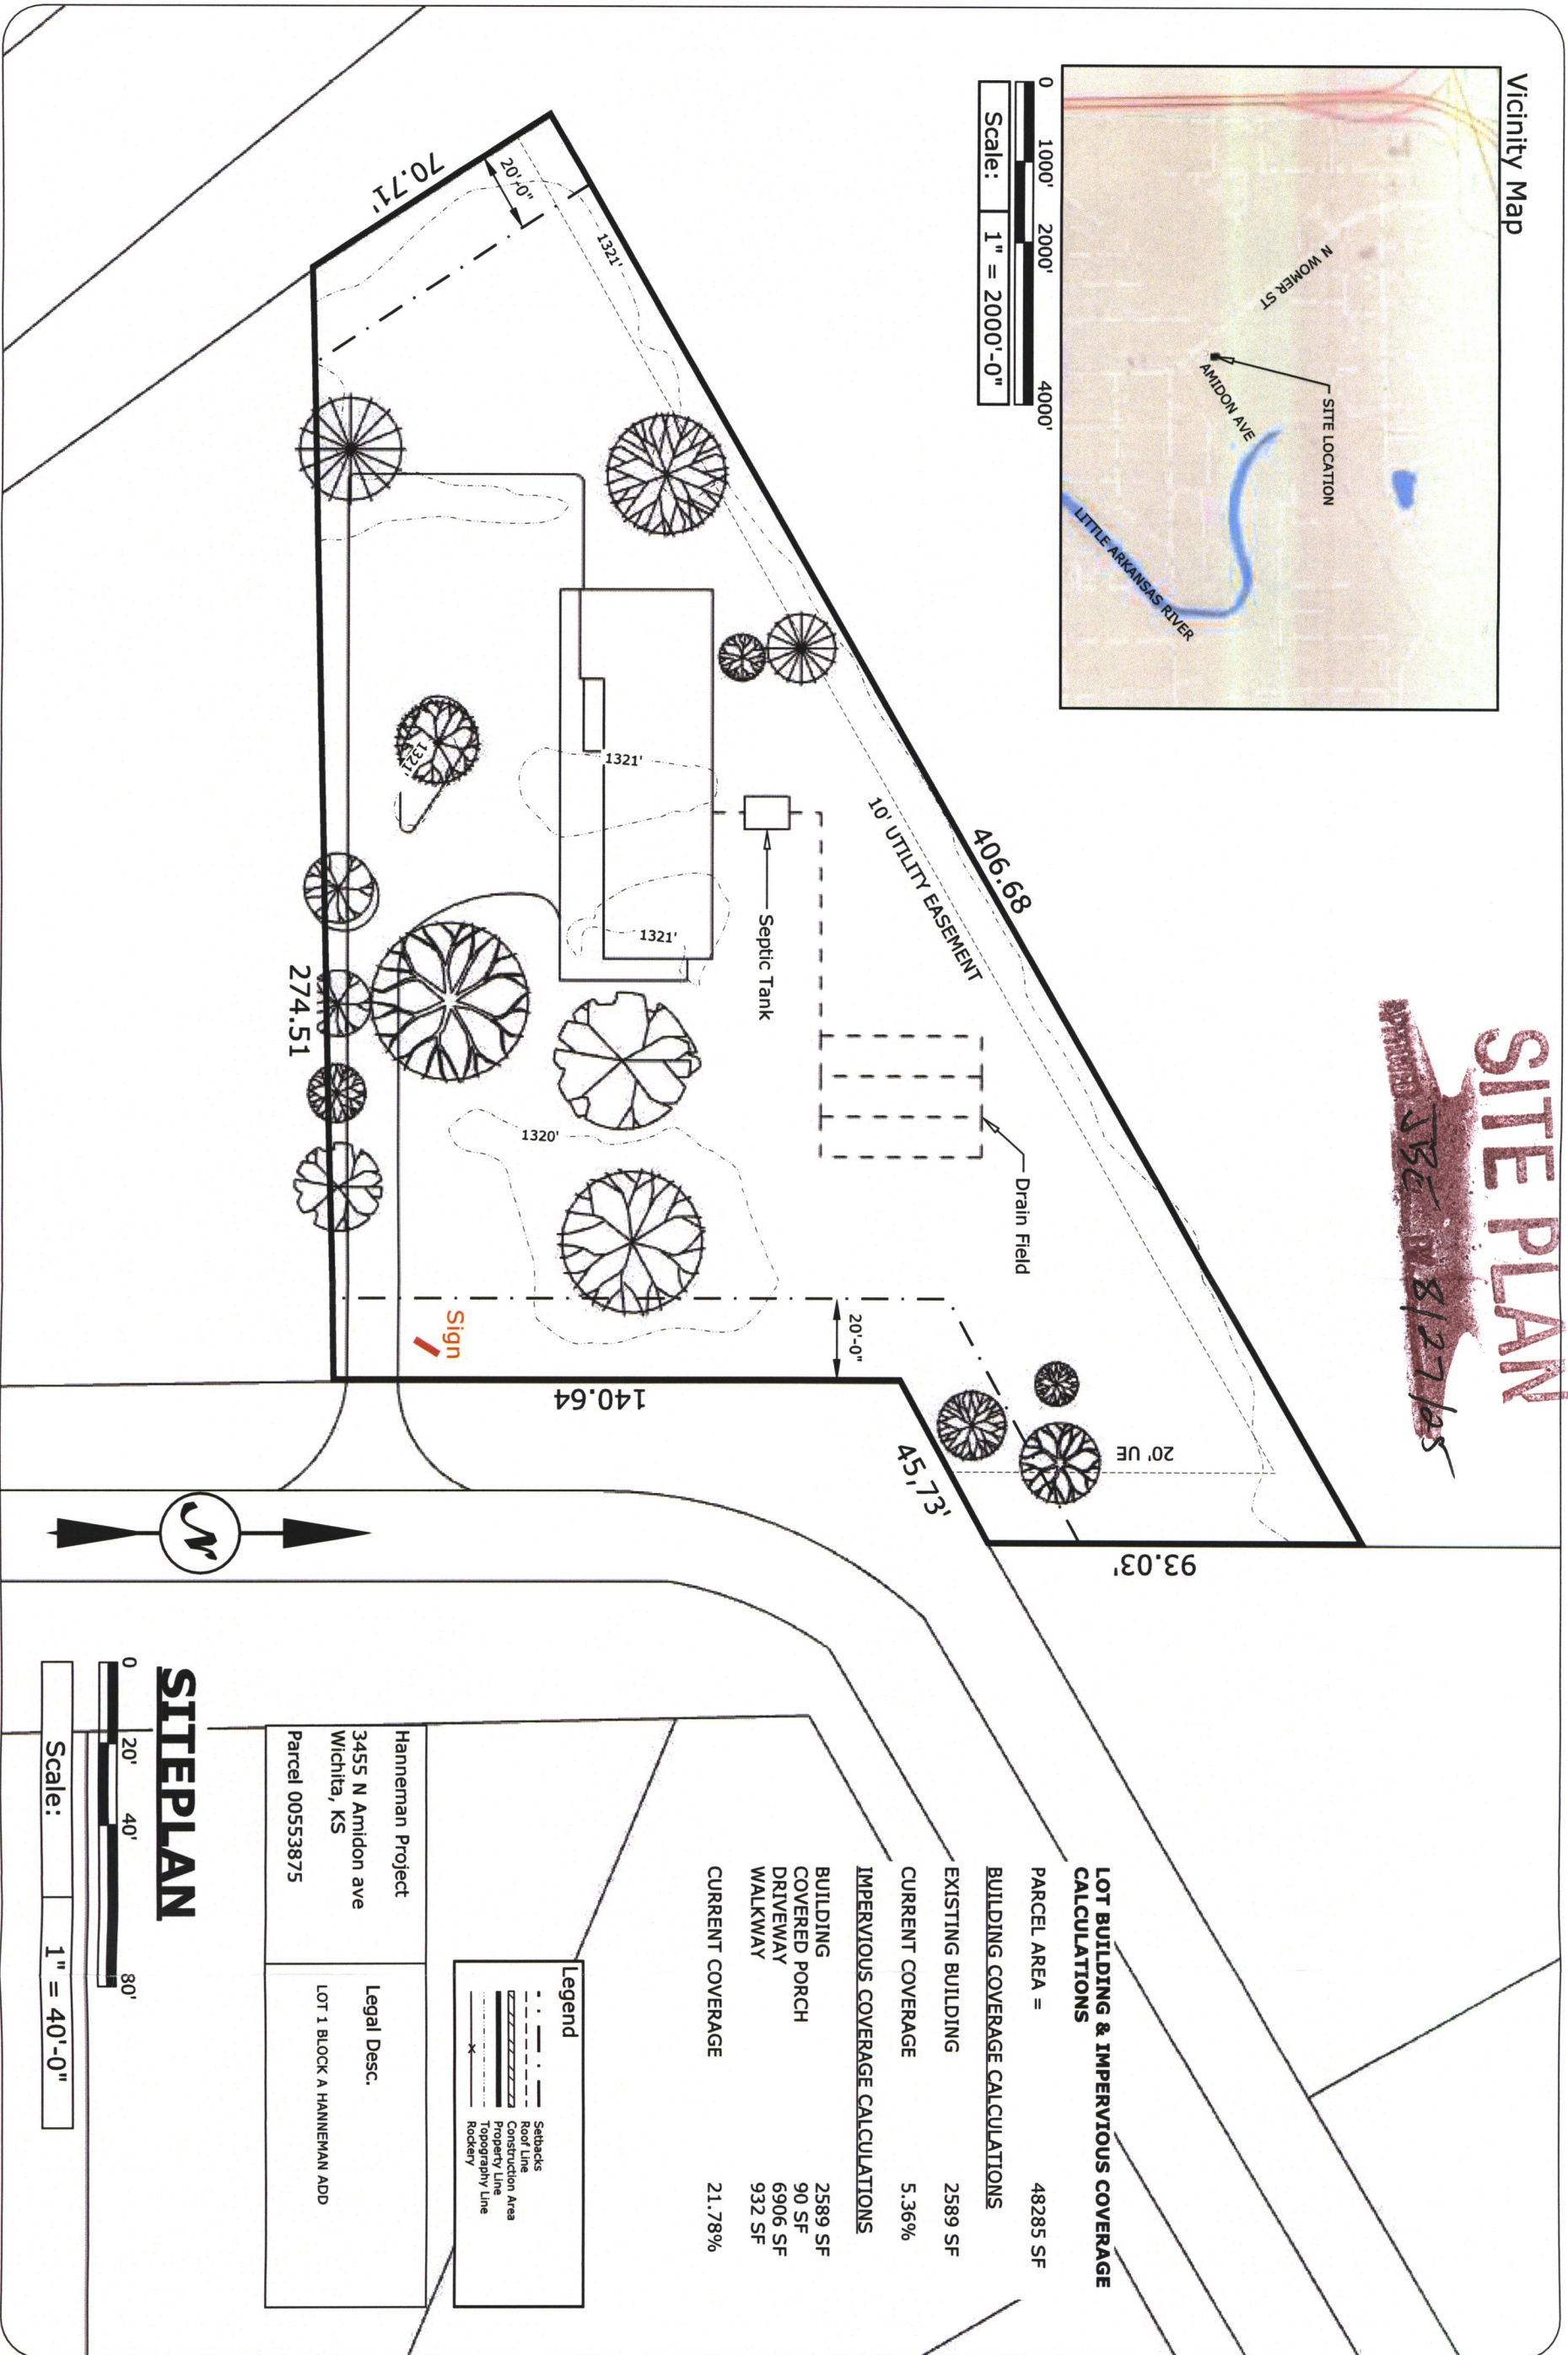 Vicinity Map
N WOMER ST
SITE LOCATION
AMIDON AVE
LITTLE ARKANSAS RIVER
0 1000' 2000' 4000'
Scale: 1" = 2000'-0"
SITE PLAN
APPROVED JBE BY 8/27/25
70.71'
20'-0"
1321'
406.68
10' UTILITY EASEMENT
1321'
1321'
1321'
Septic Tank
Drain Field
274.51
1320'
Sign
20'-0"
140.64
45.73'
20' UE
93.03'
N
LOT BUILDING & IMPERVIOUS COVERAGE
CALCULATIONS
PARCEL AREA = 48285 SF
BUILDING COVERAGE CALCULATIONS
EXISTING BUILDING 2589 SF
CURRENT COVERAGE 5.36%
IMPERVIOUS COVERAGE CALCULATIONS
BUILDING 2589 SF
COVERED PORCH 90 SF
DRIVEWAY 6906 SF
WALKWAY 932 SF
CURRENT COVERAGE 21.78%
Legend
Setbacks
Roof Line
Construction Area
Property Line
Topography Line
Rockery
Hanneman Project
3455 N Amidon ave
Wichita, KS
Parcel 00553875
Legal Desc.
LOT 1 BLOCK A HANNEMAN ADD
SITEPLAN
0 20' 40' 80'
Scale: 1" = 40'-0"